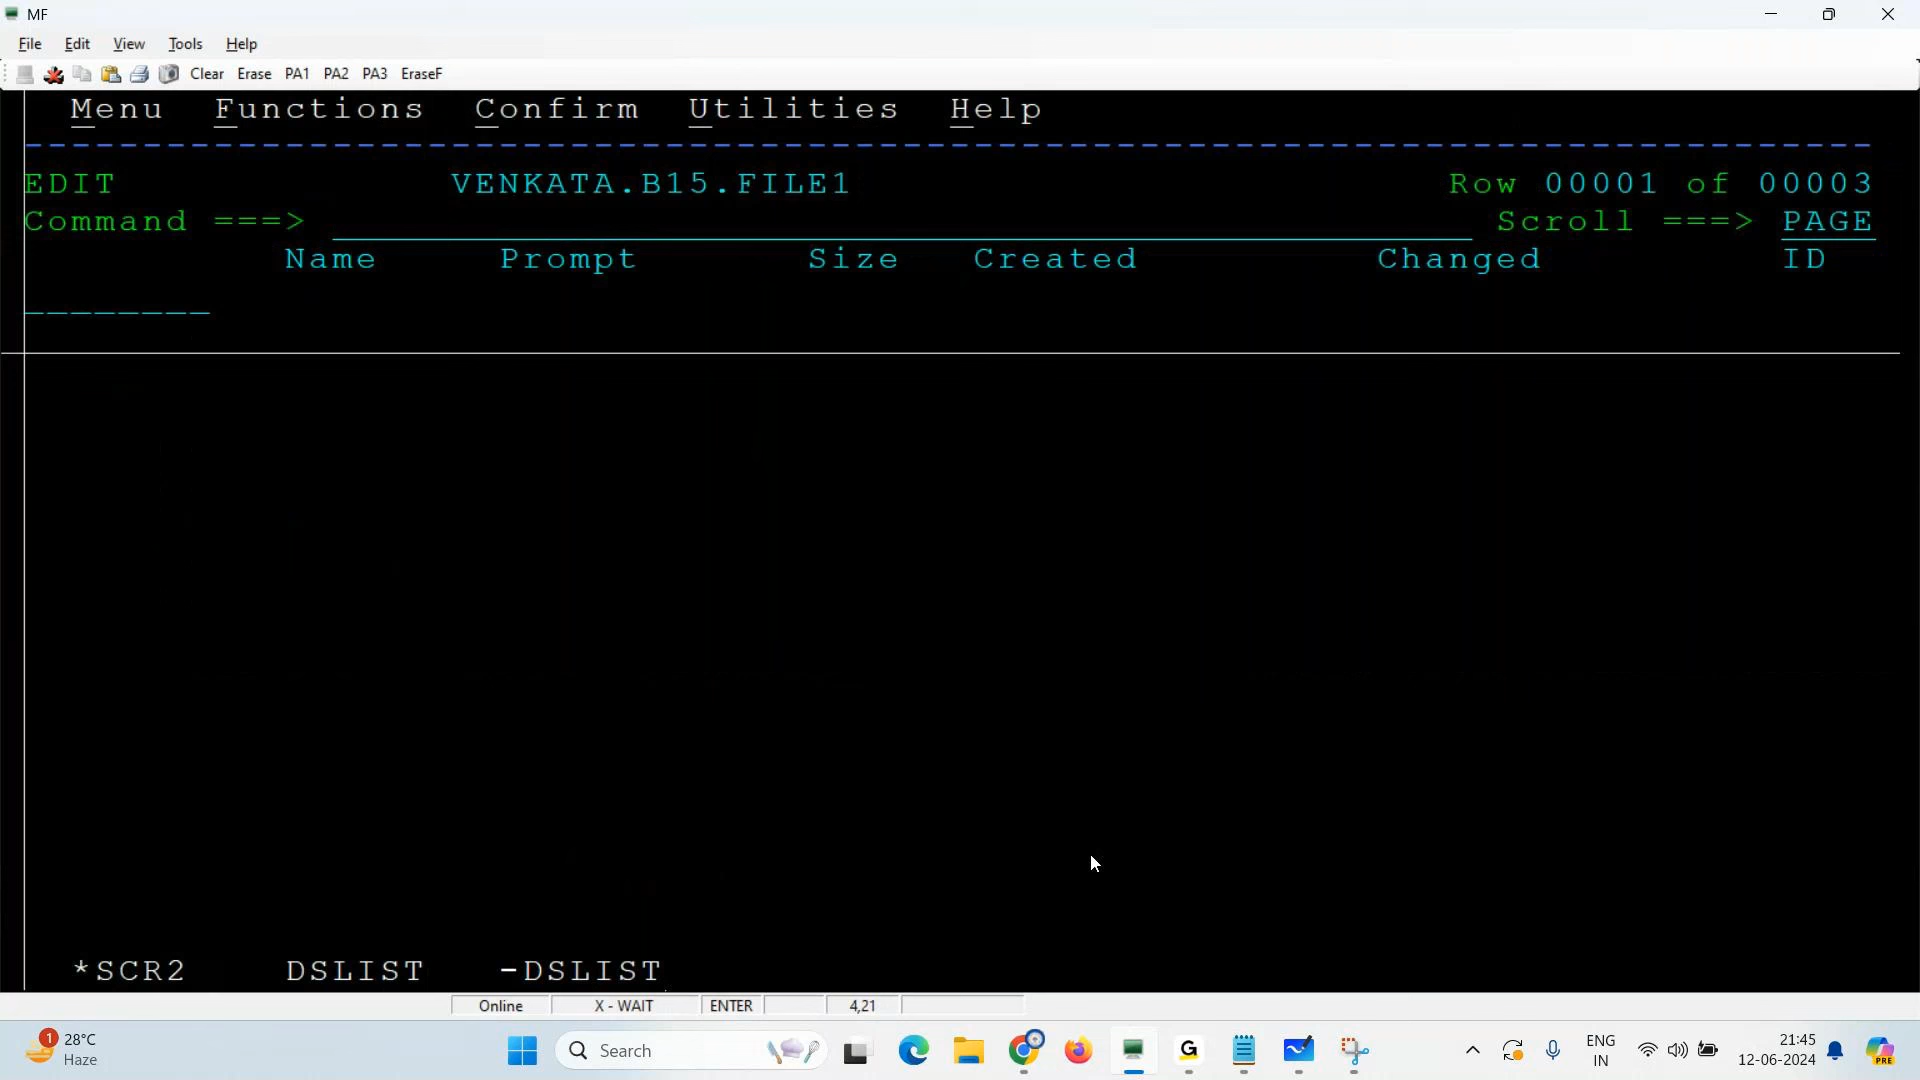 MF
File Edit View Tools Help
Clear Erase PA1 PA2 PA3 EraseF
Menu Functions Confirm Utilities Help
EDIT VENKATA.B15.FILE1 Row 00001 of 00003
Command ===> Scroll ===> PAGE
Name Prompt Size Created Changed ID
*SCR2 DSLIST -DSLIST
Online X - WAIT ENTER 4,21
1 28°C
Haze
Search
G
ENG
IN
21:45
12-06-2024
PRE